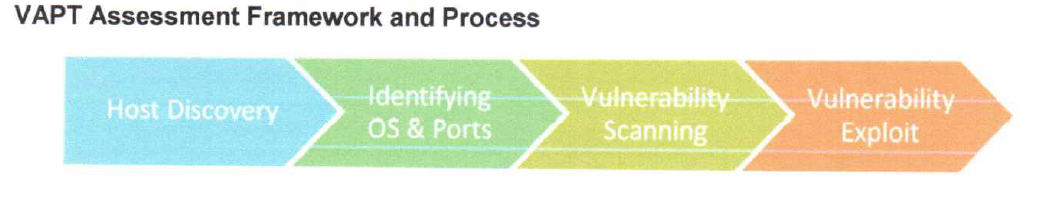 VAPT Assessment Framework and Process
Host Discovery
Identifying
OS & Ports
Vulnerability
Scanning
Vulnerability
Exploit